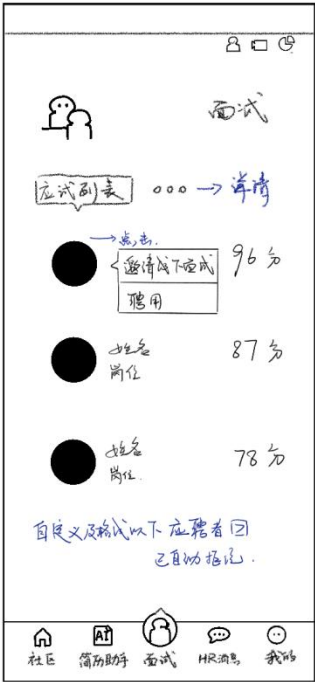 面试
应试列表 ooo → 详情
→点击.
邀请线下面试
聘用
96分
姓名
岗位
87分
姓名
岗位.
78分
自定义及格线以下应聘者
已自动拒绝.
社区 AI 简历助手 面试 HR消息 我的